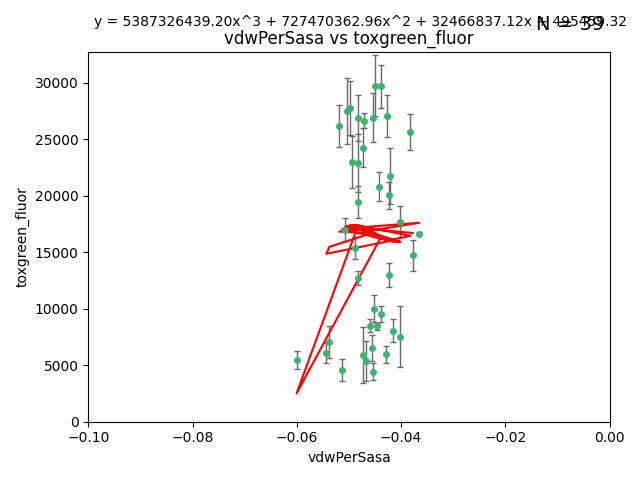 y = 5387326439.20x^3 + 727470362.96x^2 + 32466837.12x + 495459.32
N = 39
vdwPerSasa vs toxgreen_fluor
30000
25000
20000
15000
10000
5000
0
toxgreen_fluor
−0.10
−0.08
−0.06
−0.04
−0.02
0.00
vdwPerSasa